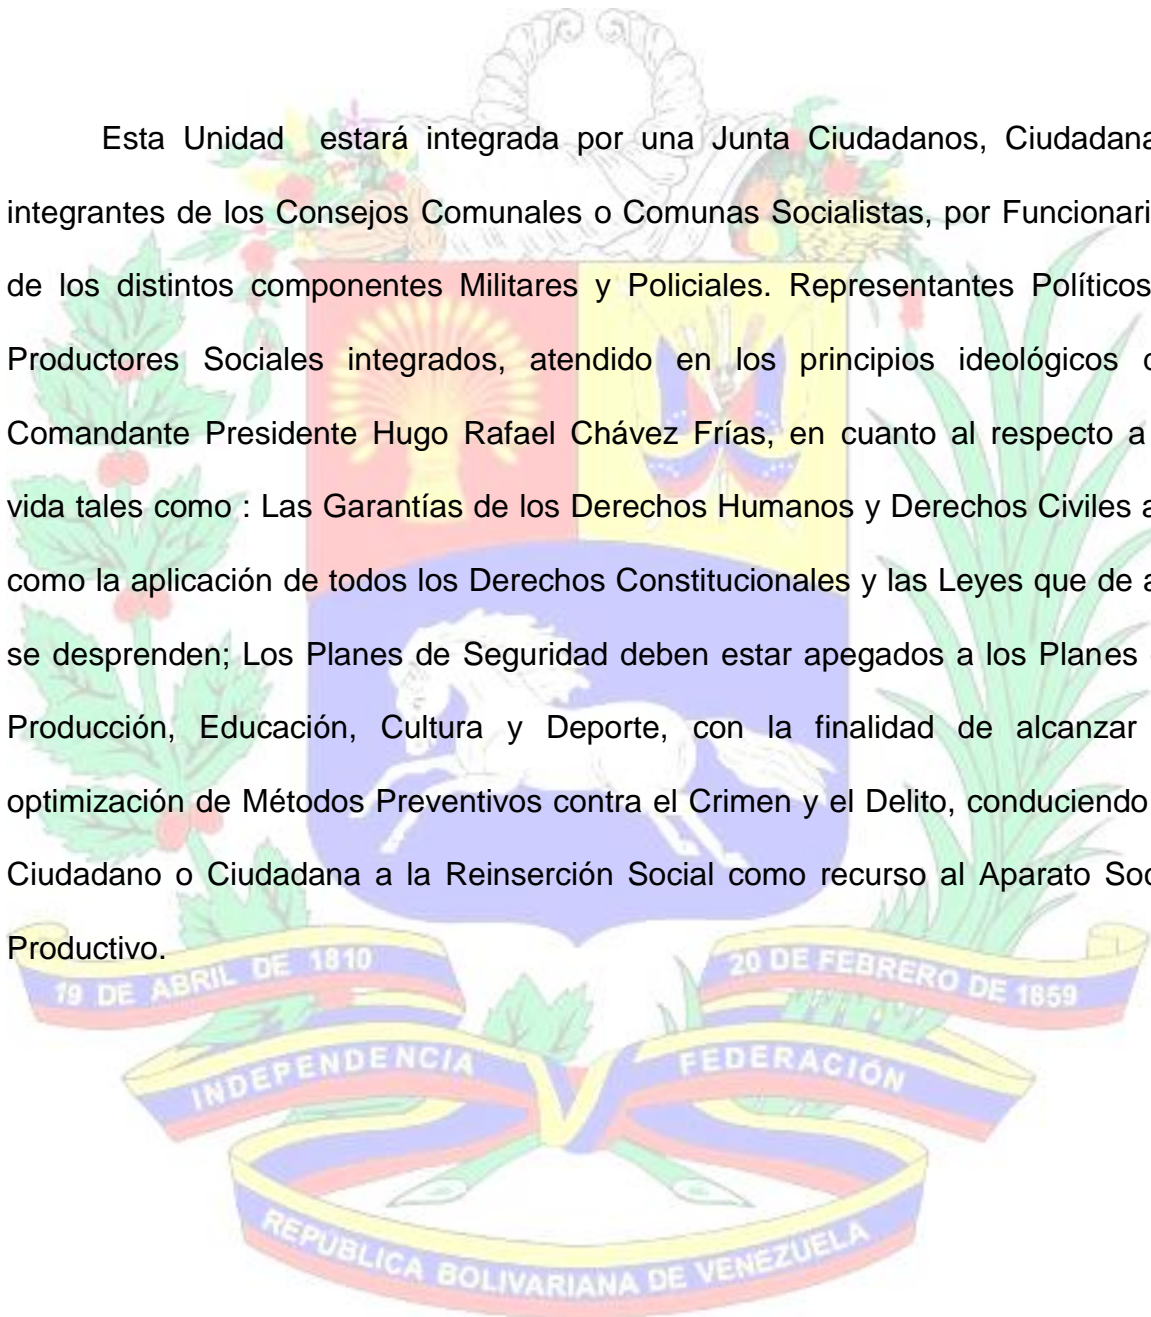 Esta Unidad estará integrada por una Junta Ciudadanos, Ciudadana
integrantes de los Consejos Comunales o Comunas Socialistas, por Funcionari
de los distintos componentes Militares y Policiales. Representantes Políticos
Productores Sociales integrados, atendido en los principios ideológicos
Comandante Presidente Hugo Rafael Chávez Frías, en cuanto al respecto a
vida tales como : Las Garantías de los Derechos Humanos y Derechos Civiles a
como la aplicación de todos los Derechos Constitucionales y las Leyes que de a
se desprenden; Los Planes de Seguridad deben estar apegados a los Planes
Producción, Educación, Cultura y Deporte, con la finalidad de alcanzar
optimización de Métodos Preventivos contra el Crimen y el Delito, conduciendo
Ciudadano o Ciudadana a la Reinserción Social como recurso al Aparato Soc
Productivo.
19 DE ABRIL DE 1810
20 DE FEBRERO DE 1859
INDEPENDENCIA
FEDERACIÓN
REPÚBLICA BOLIVARIANA DE VENEZUELA